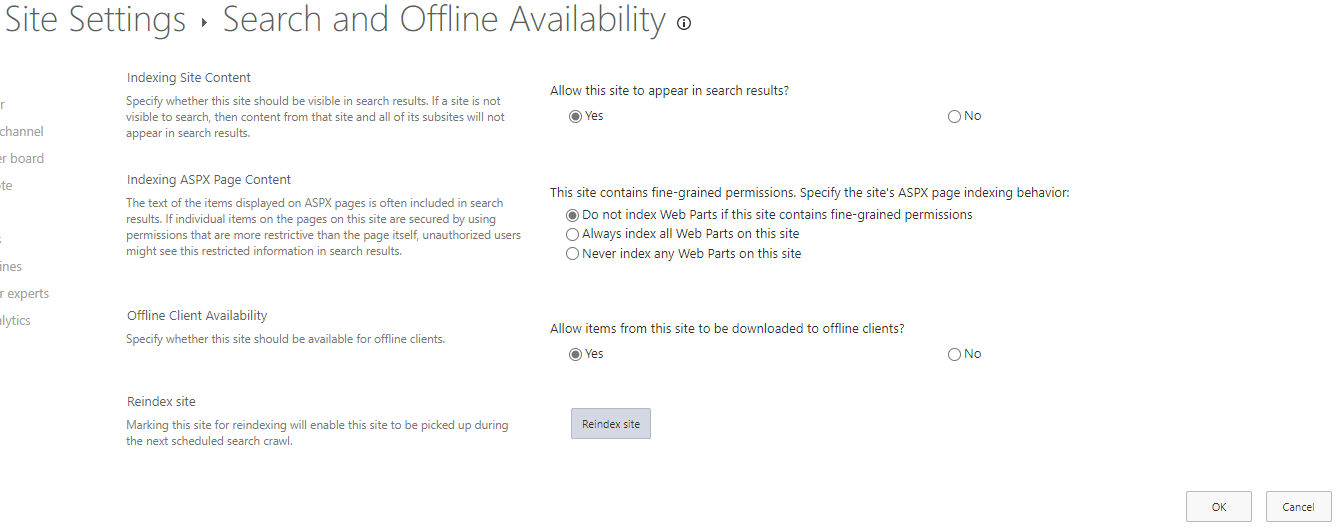 Site Settings ▸ Search and Offline Availability
Indexing Site Content
Specify whether this site should be visible in search results. If a site is not
visible to search, then content from that site and all of its subsites will not
appear in search results.
Allow this site to appear in search results?
Yes
No
channel
board
Indexing ASPX Page Content
The text of the items displayed on ASPX pages is often included in search
results. If individual items on the pages on this site are secured by using
permissions that are more restrictive than the page itself, unauthorized users
might see this restricted information in search results.
This site contains fine-grained permissions. Specify the site's ASPX page indexing behavior:
Do not index Web Parts if this site contains fine-grained permissions
Always index all Web Parts on this site
Never index any Web Parts on this site
experts
Offline Client Availability
Specify whether this site should be available for offline clients.
Allow items from this site to be downloaded to offline clients?
Yes
No
Reindex site
Marking this site for reindexing will enable this site to be picked up during
the next scheduled search crawl.
Reindex site
OK
Cancel